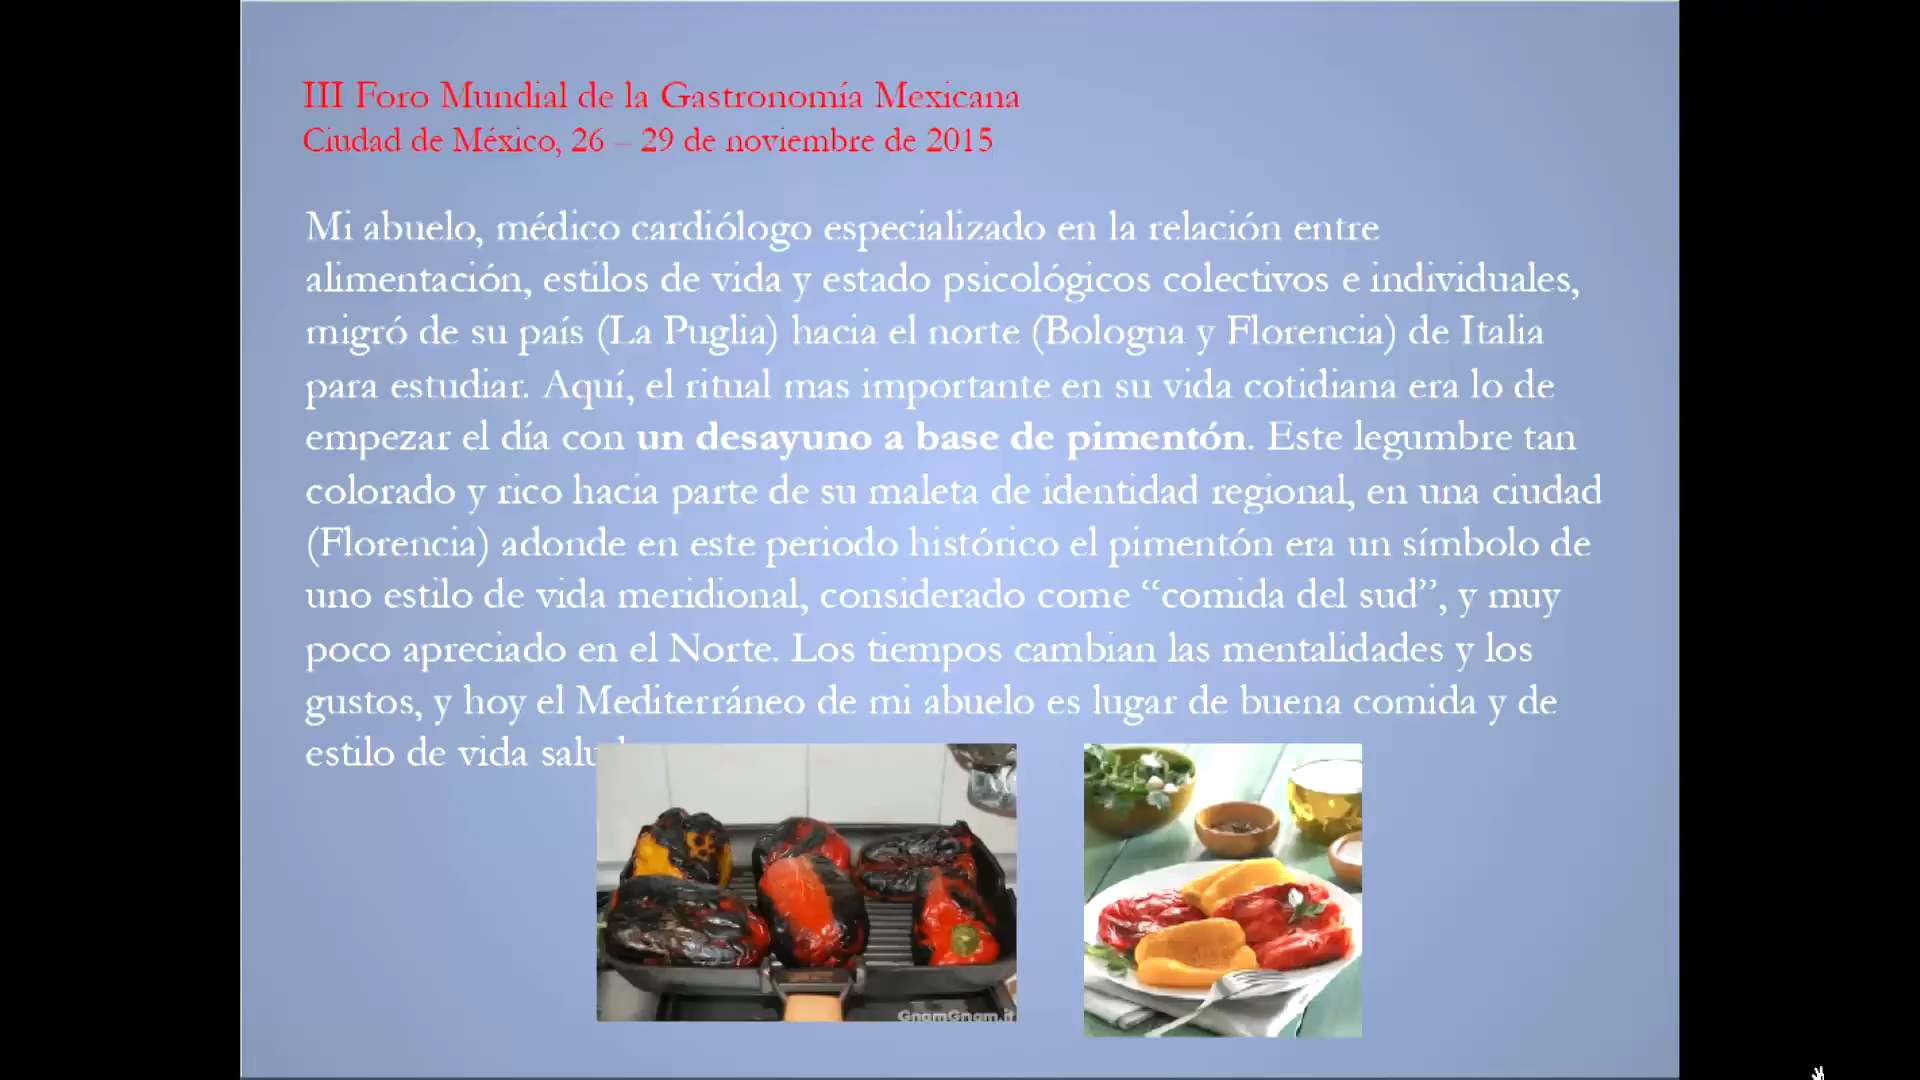 III Foro Mundial de la Gastronomía Mexicana
Ciudad de México, 26 – 29 de noviembre de 2015
Mi abuelo, médico cardiólogo especializado en la relación entre
alimentación, estilos de vida y estado psicológicos colectivos e individuales,
migró de su país (La Puglia) hacia el norte (Bologna y Florencia) de Italia
para estudiar. Aquí, el ritual mas importante en su vida cotidiana era lo de
empezar el día con un desayuno a base de pimentón. Este legumbre tan
colorado y rico hacia parte de su maleta de identidad regional, en una ciudad
(Florencia) adonde en este periodo histórico el pimentón era un símbolo de
uno estilo de vida meridional, considerado come “comida del sud”, y muy
poco apreciado en el Norte. Los tiempos cambian las mentalidades y los
gustos, y hoy el Mediterráneo de mi abuelo es lugar de buena comida y de
estilo de vida
GnamGnam.it